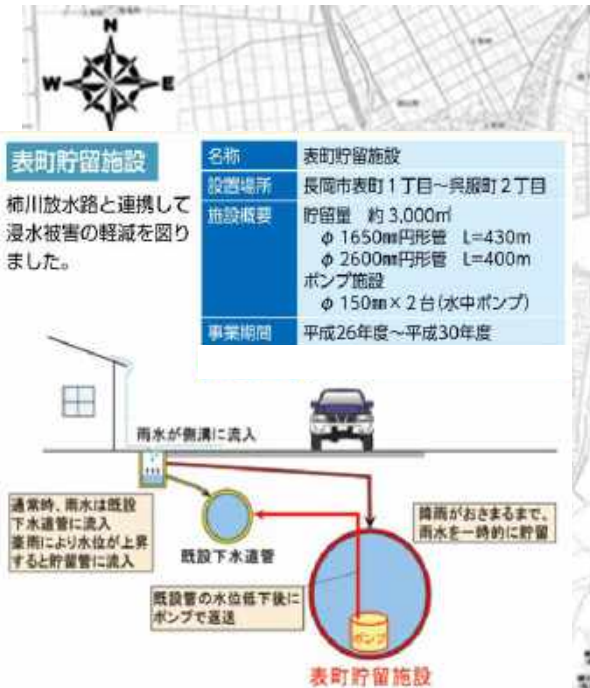 N
W
E
表町貯留施設
柿川放水路と連携して
浸水被害の軽減を図り
ました。
名称 表町貯留施設
設置場所 長岡市表町1丁目~呉服町2丁目
施設概要 貯留量 約3,000㎥
φ1650㎜円形管 L=430m
φ2600㎜円形管 L=400m
ポンプ施設
φ150㎜×2台(水中ポンプ)
事業期間 平成26年度~平成30年度
雨水が側溝に流入
通常時、雨水は既設
下水道管に流入
豪雨により水位が上昇
すると貯留管に流入
既設下水道管
降雨がおさまるまで、
雨水を一時的に貯留
既設管の水位低下後に
ポンプで返送
ポンプ
表町貯留施設